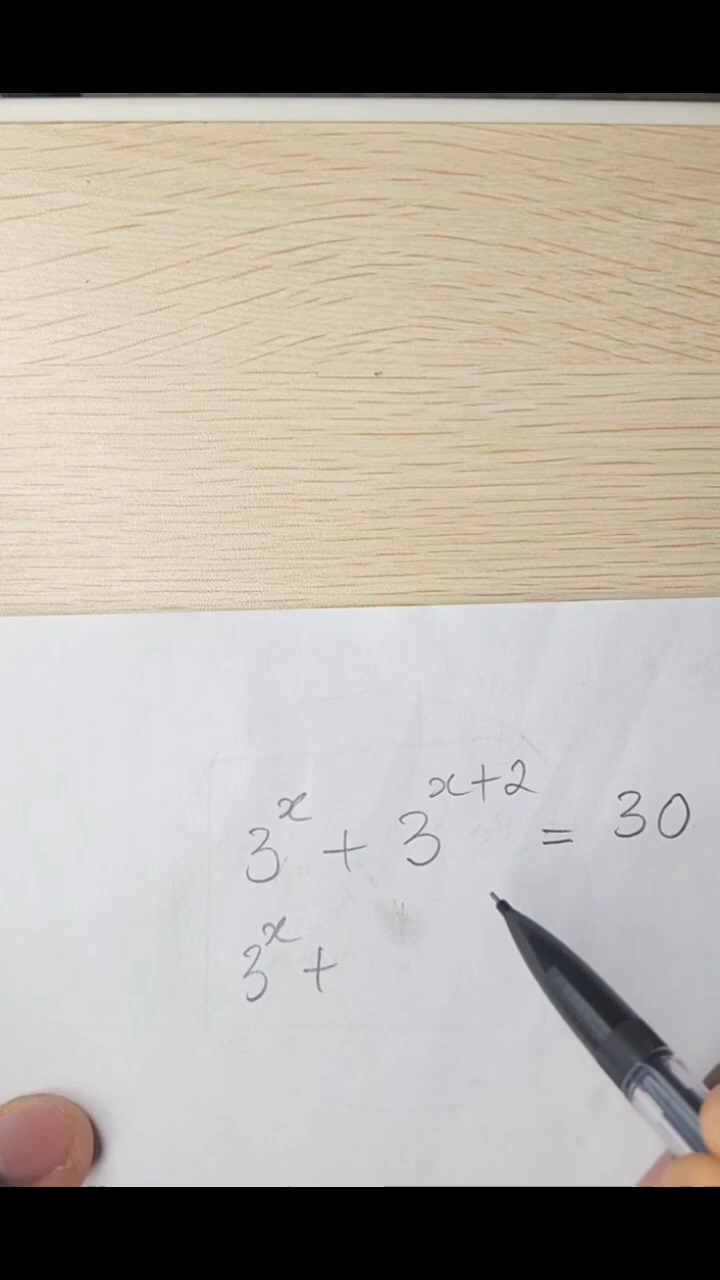 3^x + 3^{x+2} = 30
3^x +